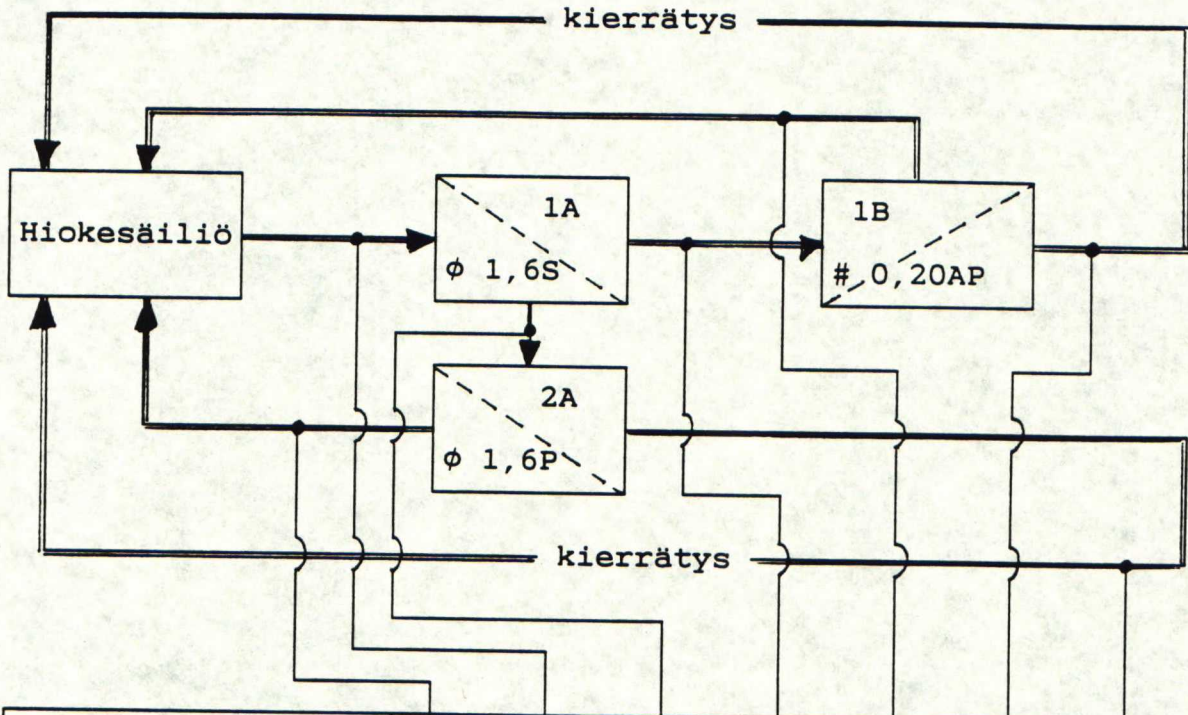 kierrätys
Hiokesäiliö
1A
φ 1,6S
1B
# 0,20AP
2A
φ 1,6P
kierrätys